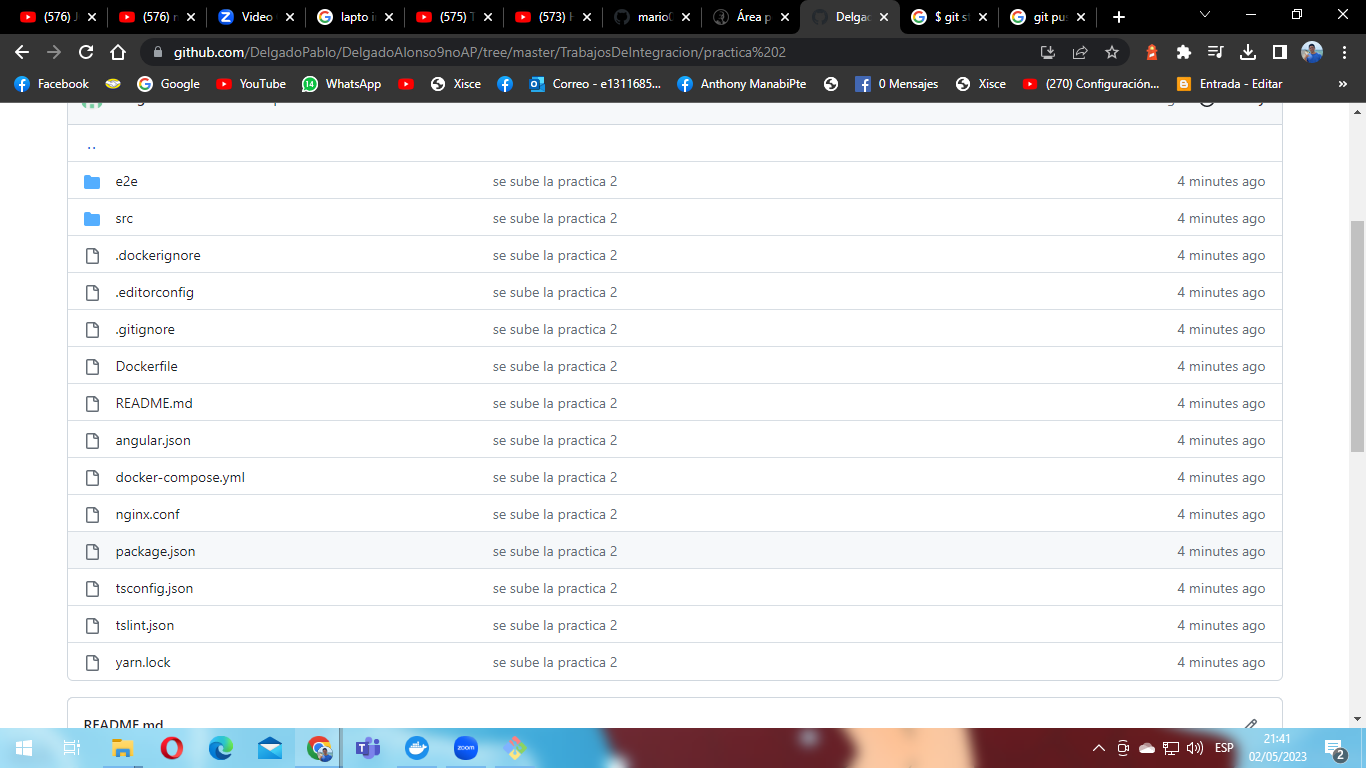 (576) J
(576) n
Video
lapto i
(575) T
(573) H
mario
Área p
Delgad
$ git st
git pus
github.com/DelgadoPablo/DelgadoAlonso9noAP/tree/master/TrabajosDeIntegracion/practica%202
Facebook
Google
YouTube
14
WhatsApp
Xisce
Correo - e1311685...
Anthony ManabiPte
0 Mensajes
Xisce
(270) Configuración...
Entrada - Editar
»
..
e2e se sube la practica 2 4 minutes ago
src se sube la practica 2 4 minutes ago
.dockerignore se sube la practica 2 4 minutes ago
.editorconfig se sube la practica 2 4 minutes ago
.gitignore se sube la practica 2 4 minutes ago
Dockerfile se sube la practica 2 4 minutes ago
README.md se sube la practica 2 4 minutes ago
angular.json se sube la practica 2 4 minutes ago
docker-compose.yml se sube la practica 2 4 minutes ago
nginx.conf se sube la practica 2 4 minutes ago
package.json se sube la practica 2 4 minutes ago
tsconfig.json se sube la practica 2 4 minutes ago
tslint.json se sube la practica 2 4 minutes ago
yarn.lock se sube la practica 2 4 minutes ago
README.md
zoom
ESP
21:41
02/05/2023
2